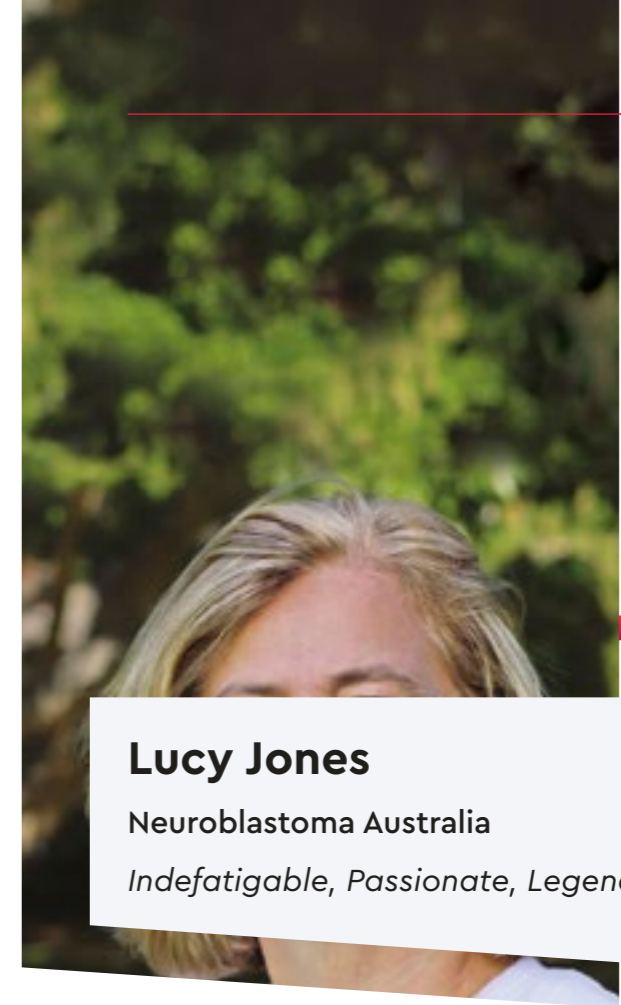 Lucy Jones
Neuroblastoma Australia
Indefatigable, Passionate,